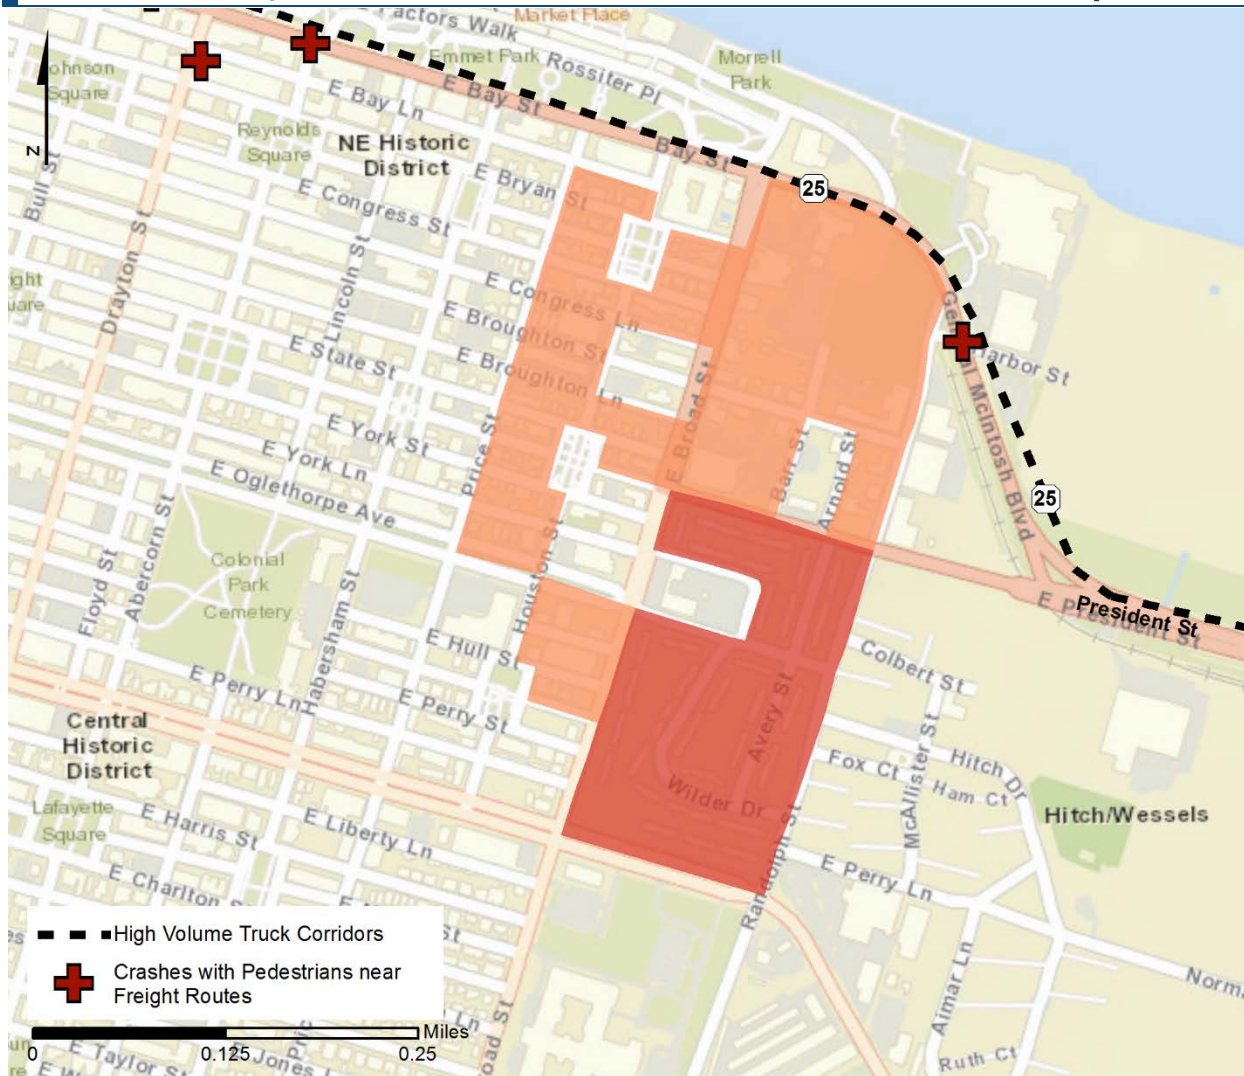 Factors Walk
Market Place
Johnson
Square
Emmet Park
Rossiter Pl
Morrell
Park
E Bay St
E Bay Ln
Reynolds
Square
NE Historic
District
Bay St
N
Bull St
E Bryan St
25
E Congress St
Drayton St
Lincoln St
E Congress Ln
General McIntosh Blvd
Harbor St
E Broughton St
E State St
E Broughton Ln
E Broad St
E York St
Price St
Barr St
Arnold St
E York Ln
E Oglethorpe Ave
25
Abercorn St
Houston St
Colonial
Park
Cemetery
Floyd St
Habersham St
E President St
President St
E Hull St
Colbert St
E Perry Ln
E Perry St
Avery St
Central
Historic
District
Fox Ct
McAllister St
Hitch Dr
Ham Ct
Wilder Dr
Hitch/Wessels
Lafayette
Square
E Harris St
E Liberty Ln
Randolph St
E Perry Ln
E Charlton St
High Volume Truck Corridors
Crashes with Pedestrians near
Freight Routes
Aimar Ln
Miles
0
0.125
0.25
E Taylor St
E Jones
Ruth Ct